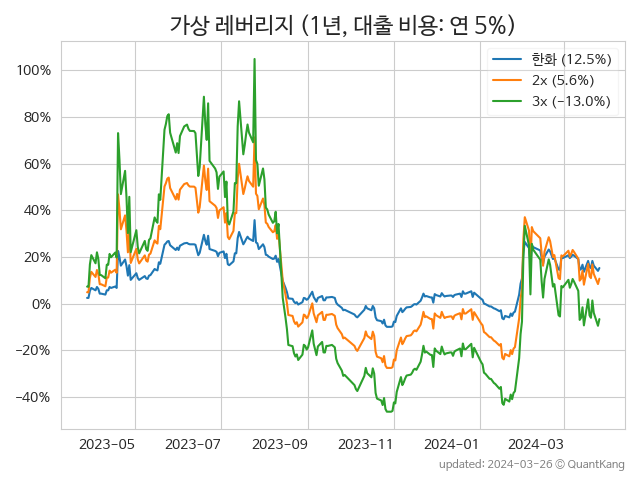 가상 레버리지 (1년, 대출 비용: 연 5%)
한화 (12.5%)
2x (5.6%)
3x (−13.0%)
100%
80%
60%
40%
20%
0%
−20%
−40%
2023-05
2023-07
2023-09
2023-11
2024-01
2024-03
updated: 2024-03-26 © QuantKang